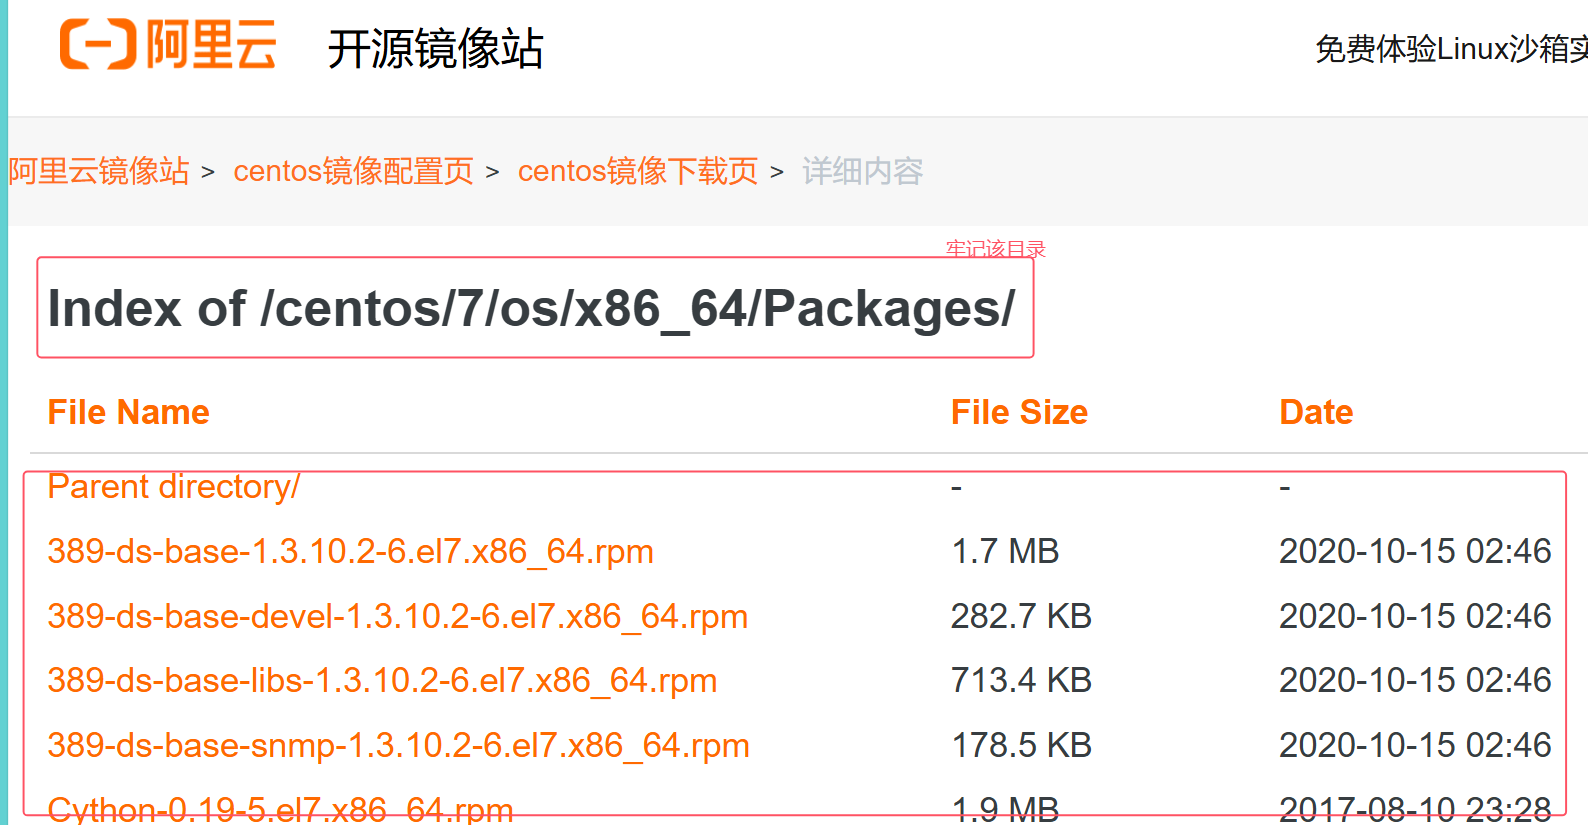 阿里云 开源镜像站 免费体验Linux沙箱实
阿里云镜像站 > centos镜像配置页 > centos镜像下载页 > 详细内容
牢记该目录
Index of /centos/7/os/x86_64/Packages/
File Name File Size Date
Parent directory/ - -
389-ds-base-1.3.10.2-6.el7.x86_64.rpm 1.7 MB 2020-10-15 02:46
389-ds-base-devel-1.3.10.2-6.el7.x86_64.rpm 282.7 KB 2020-10-15 02:46
389-ds-base-libs-1.3.10.2-6.el7.x86_64.rpm 713.4 KB 2020-10-15 02:46
389-ds-base-snmp-1.3.10.2-6.el7.x86_64.rpm 178.5 KB 2020-10-15 02:46
Cython-0.19-5.el7.x86_64.rpm 1.9 MB 2017-08-10 23:28